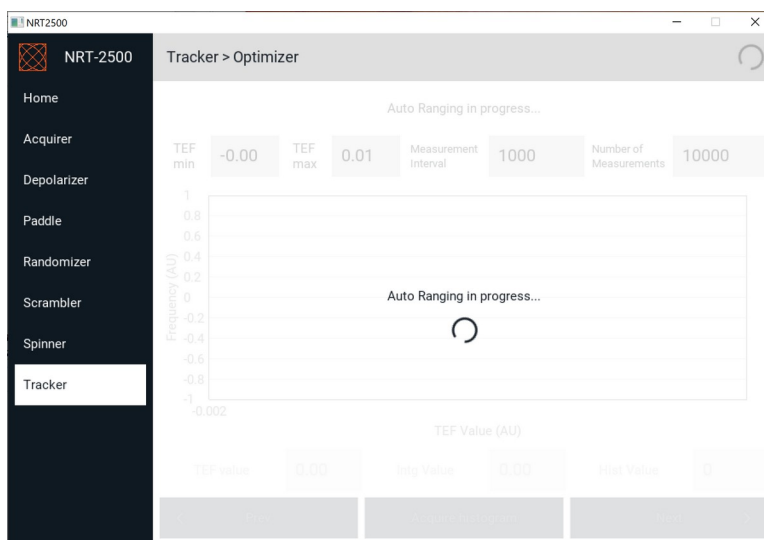 NRT2500
NRT-2500
Tracker > Optimizer
Home
Acquirer
Depolarizer
Paddle
Randomizer
Scrambler
Spinner
Tracker
Auto Ranging in progress...
TEF min -0.00 TEF max 0.01 Measurement Interval 1000 Number of Measurements 10000
1
0.8
0.6
0.4
0.2
0
-0.2
-0.4
-0.6
-0.8
-1
Frequency (AU)
Auto Ranging in progress...
-0.002
TEF Value (AU)
TEF value 0.00 Intg Value 0.00 Hist Value 0